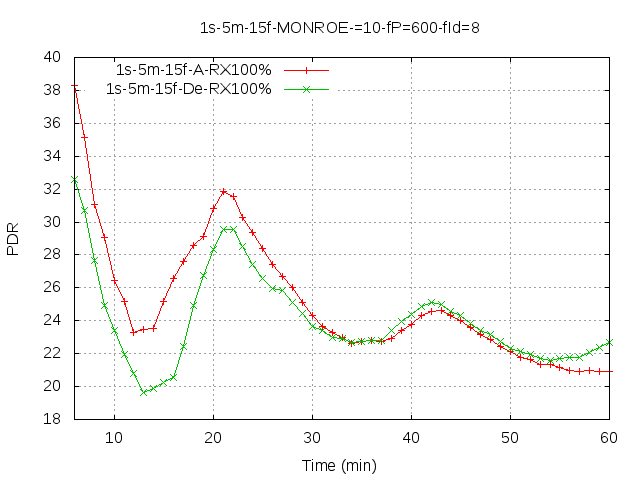 1s-5m-15f-MONROE-=10-fP=600-fId=8
40
38
36
34
32
30
28
26
24
22
20
18
PDR
1s-5m-15f-A-RX100%
1s-5m-15f-De-RX100%
10 20 30 40 50 60
Time (min)